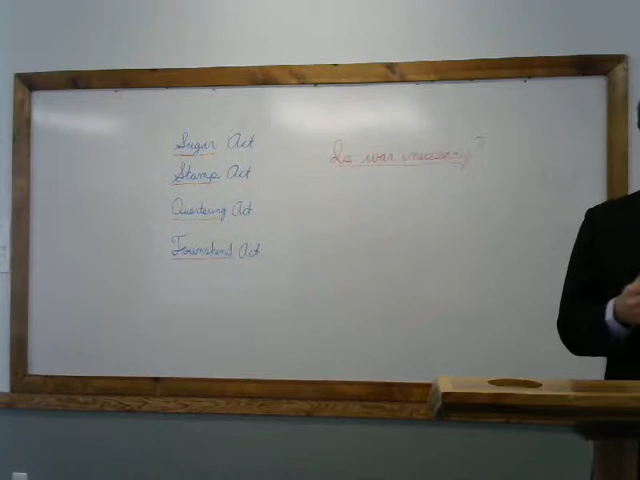 Sugar Act
Stamp Act
Quartering Act
Townshend Act
Is war necessary?